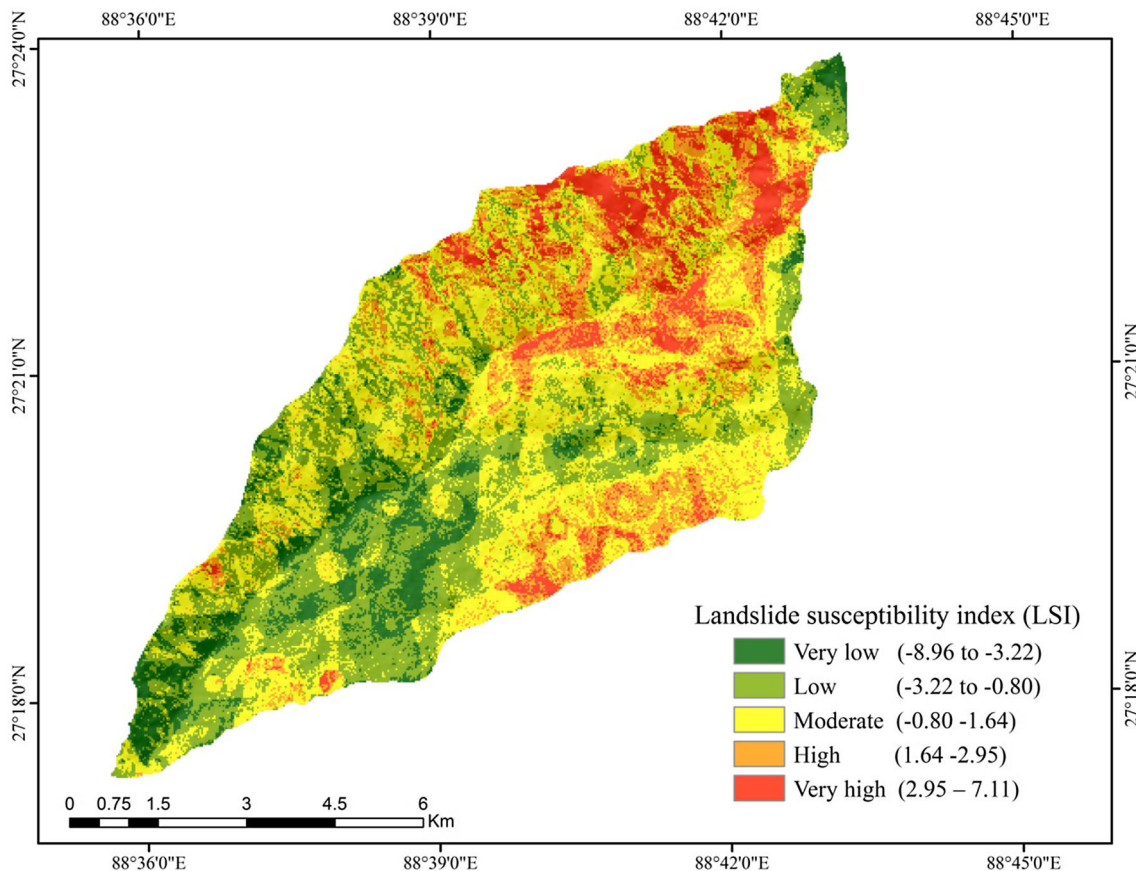 88°36'0"E 88°39'0"E 88°42'0"E 88°45'0"E
27°24'0"N
27°21'0"N 27°21'0"N
27°18'0"N 27°18'0"N
Landslide susceptibility index (LSI)
Very low (-8.96 to -3.22)
Low (-3.22 to -0.80)
Moderate (-0.80 -1.64)
High (1.64 -2.95)
Very high (2.95 – 7.11)
0 0.75 1.5 3 4.5 6
Km
88°36'0"E 88°39'0"E 88°42'0"E 88°45'0"E